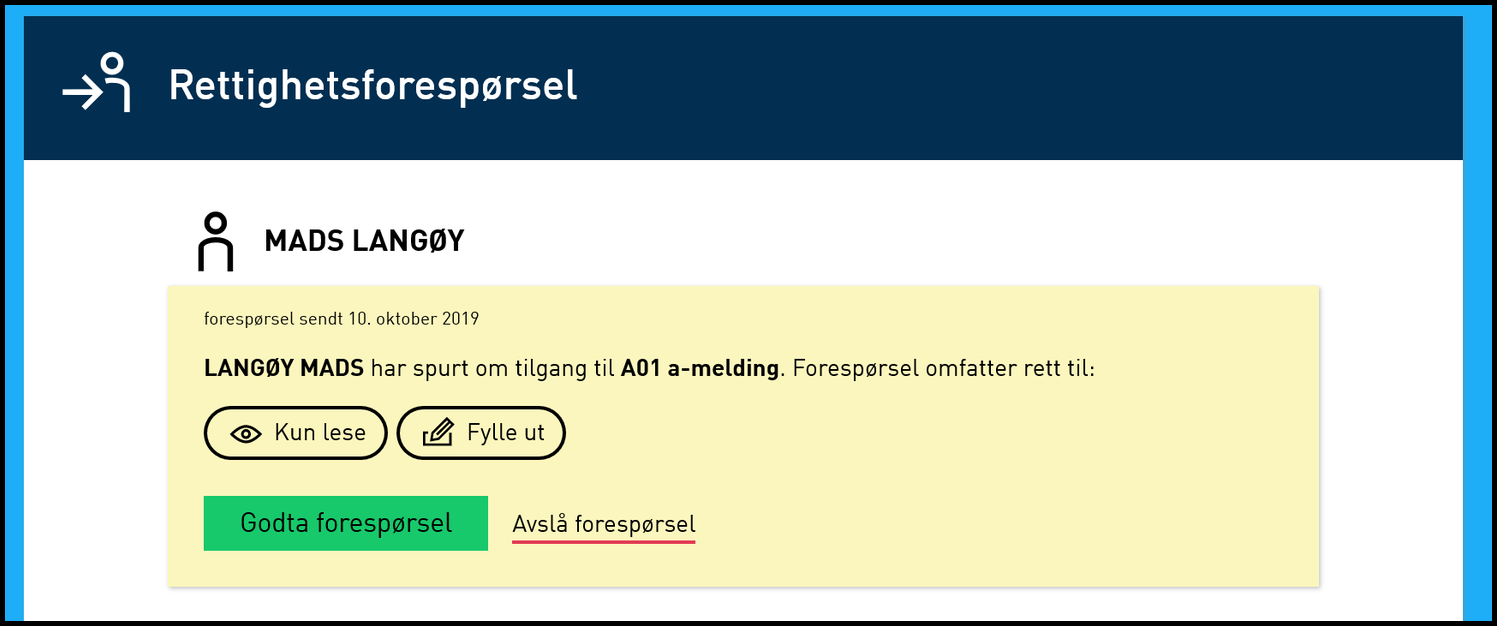 Rettighetsforespørsel
MADS LANGØY
forespørsel sendt 10. oktober 2019
LANGØY MADS har spurt om tilgang til A01 a-melding. Forespørsel omfatter rett til:
Kun lese Fylle ut
Godta forespørsel Avslå forespørsel